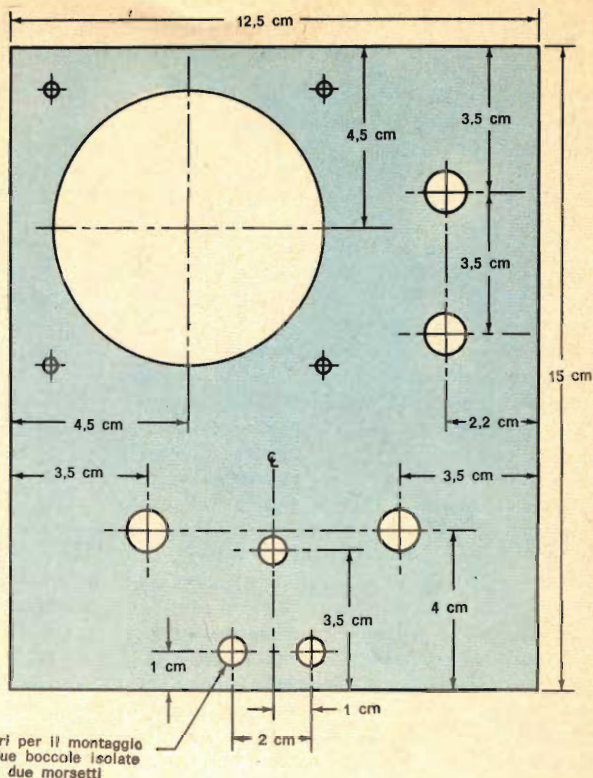 12,5 cm
4,5 cm
3,5 cm
3,5 cm
15 cm
4,5 cm
2,2 cm
3,5 cm
℄
3,5 cm
4 cm
3,5 cm
1 cm
1 cm
2 cm
per il montaggio
boccole isolate
due morsetti